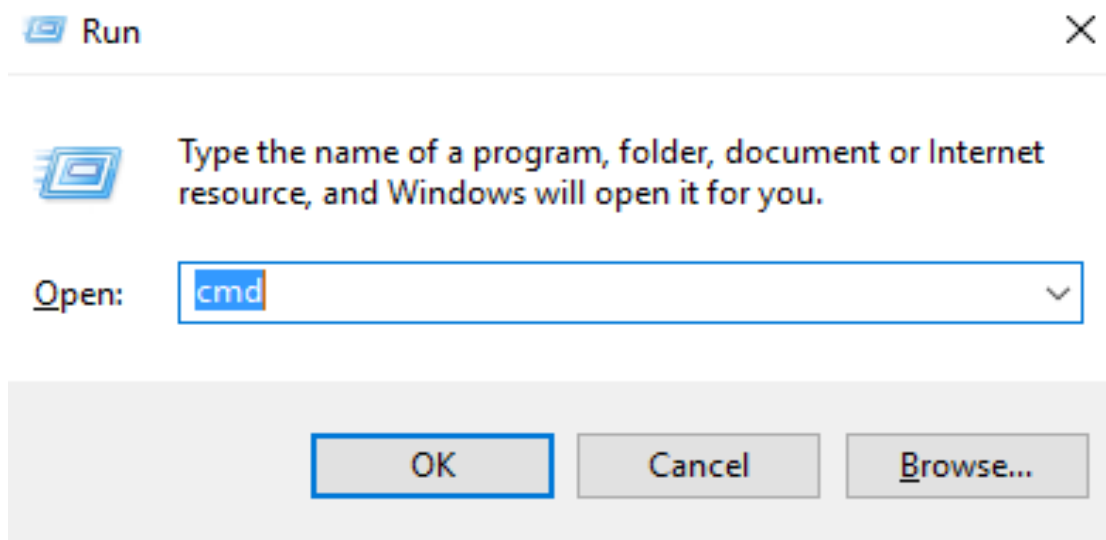 Run
Type the name of a program, folder, document or Internet
resource, and Windows will open it for you.
Open: cmd
OK Cancel Browse...